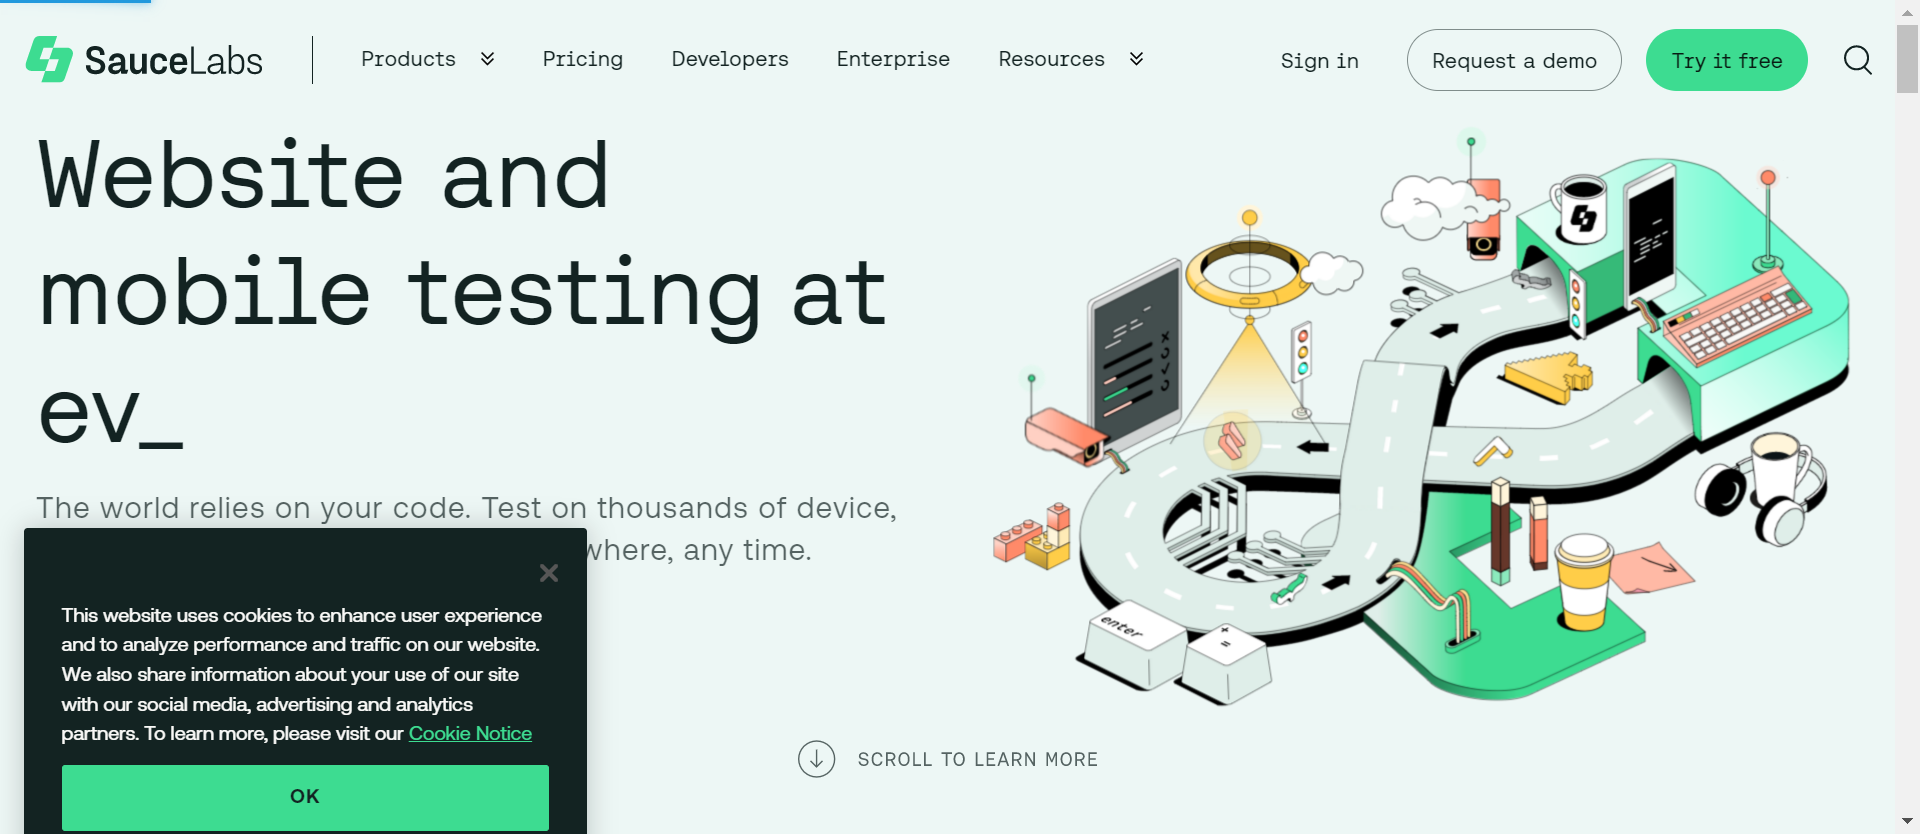 SauceLabs
Products
Pricing
Developers
Enterprise
Resources
Sign in
Request a demo
Try it free
Website and
mobile testing at
ev_
The world relies on your code. Test on thousands of device,
where, any time.
This website uses cookies to enhance user experience
and to analyze performance and traffic on our website.
We also share information about your use of our site
with our social media, advertising and analytics
partners. To learn more, please visit our Cookie Notice
OK
enter
+
=
SCROLL TO LEARN MORE